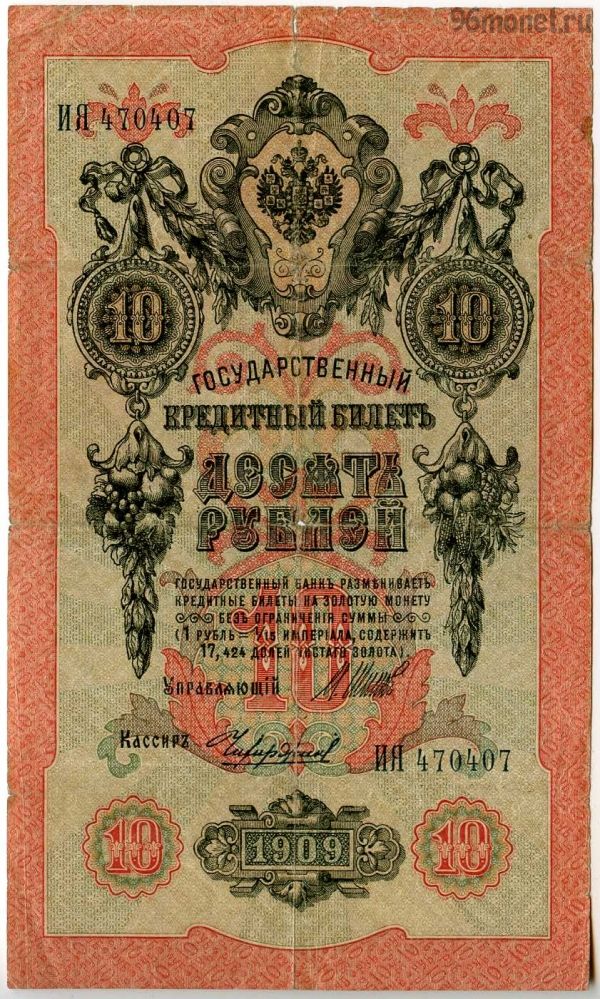 96monet.ru
ИЯ 470407
10 10
ГОСУДАРСТВЕННЫЙ
КРЕДИТНЫЙ БИЛЕТЪ
ДЕСЯТЬ
РУБЛЕЙ
ГОСУДАРСТВЕННЫЙ БАНКЪ РАЗМѢНИВАЕТЪ
КРЕДИТНЫЕ БИЛЕТЫ НА ЗОЛОТУЮ МОНЕТУ
БЕЗЪ ОГРАНИЧЕНІЯ СУММЫ
(1 РУБЛЬ = 1/15 ИМПЕРІАЛА, СОДЕРЖИТЪ
17,424 ДОЛЕЙ ЧИСТАГО ЗОЛОТА).
10
Управляющій
Кассиръ
ИЯ 470407
10 1909 10